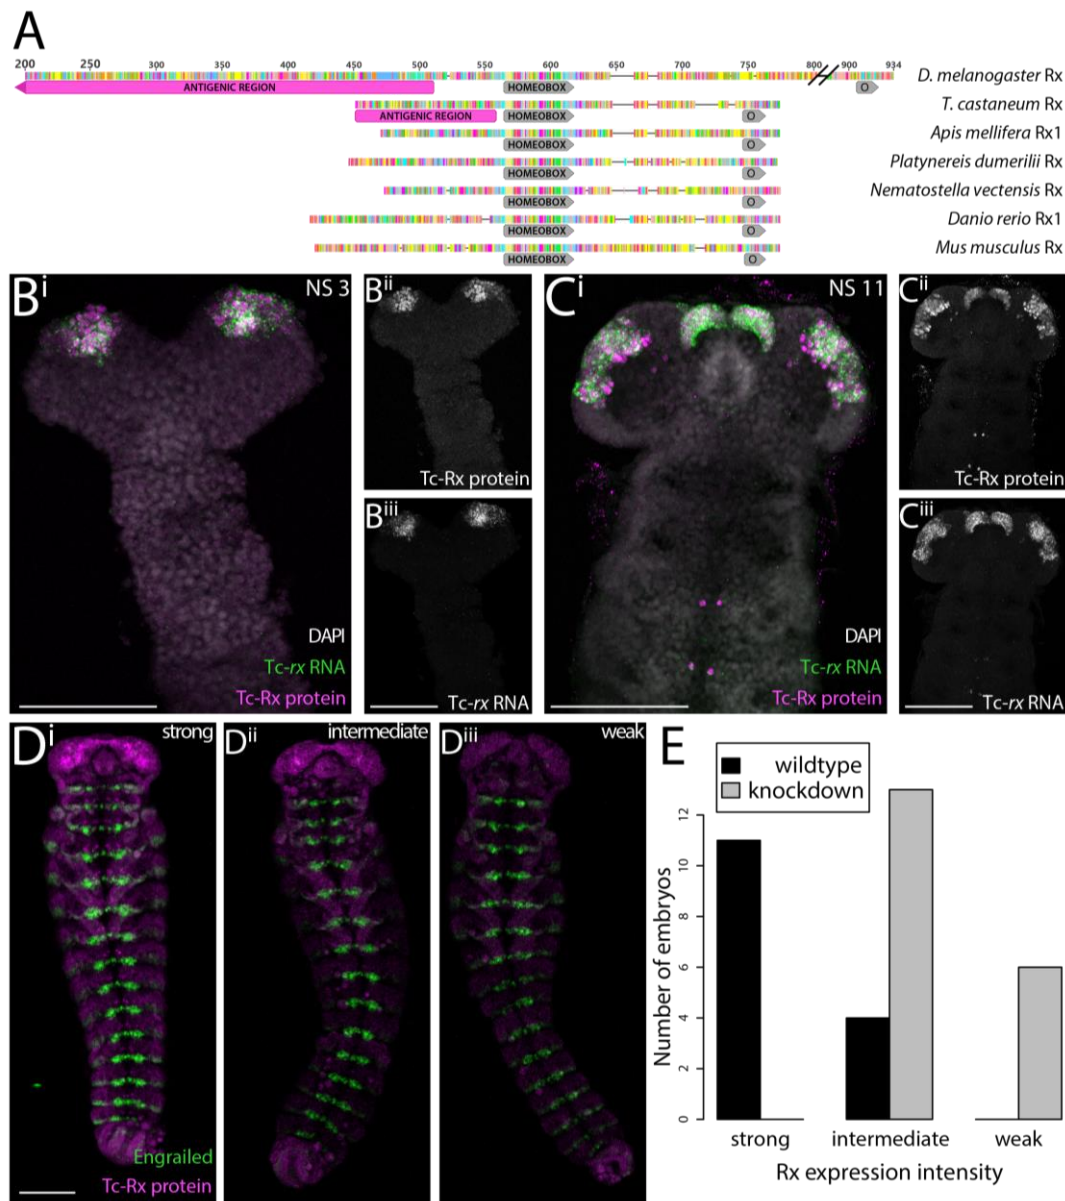 A
200 250 300 350 400 450 500 550 600 650 700 750 800 900 934
D. melanogaster Rx
ANTIGENIC REGION HOMEOBOX O
T. castaneum Rx
ANTIGENIC REGION HOMEOBOX O
Apis mellifera Rx1
HOMEOBOX O
Platynereis dumerilii Rx
HOMEOBOX O
Nematostella vectensis Rx
HOMEOBOX O
Danio rerio Rx1
HOMEOBOX O
Mus musculus Rx
HOMEOBOX O
Bi NS 3
DAPI
Tc-rx RNA
Tc-Rx protein
Bii
Tc-Rx protein
Biii
Tc-rx RNA
Ci NS 11
DAPI
Tc-rx RNA
Tc-Rx protein
Cii
Tc-Rx protein
Ciii
Tc-rx RNA
Di strong
Engrailed
Tc-Rx protein
Dii intermediate
Diii weak
E
wildtype
knockdown
Number of embryos
12
10
8
6
4
2
0
strong intermediate weak
Rx expression intensity